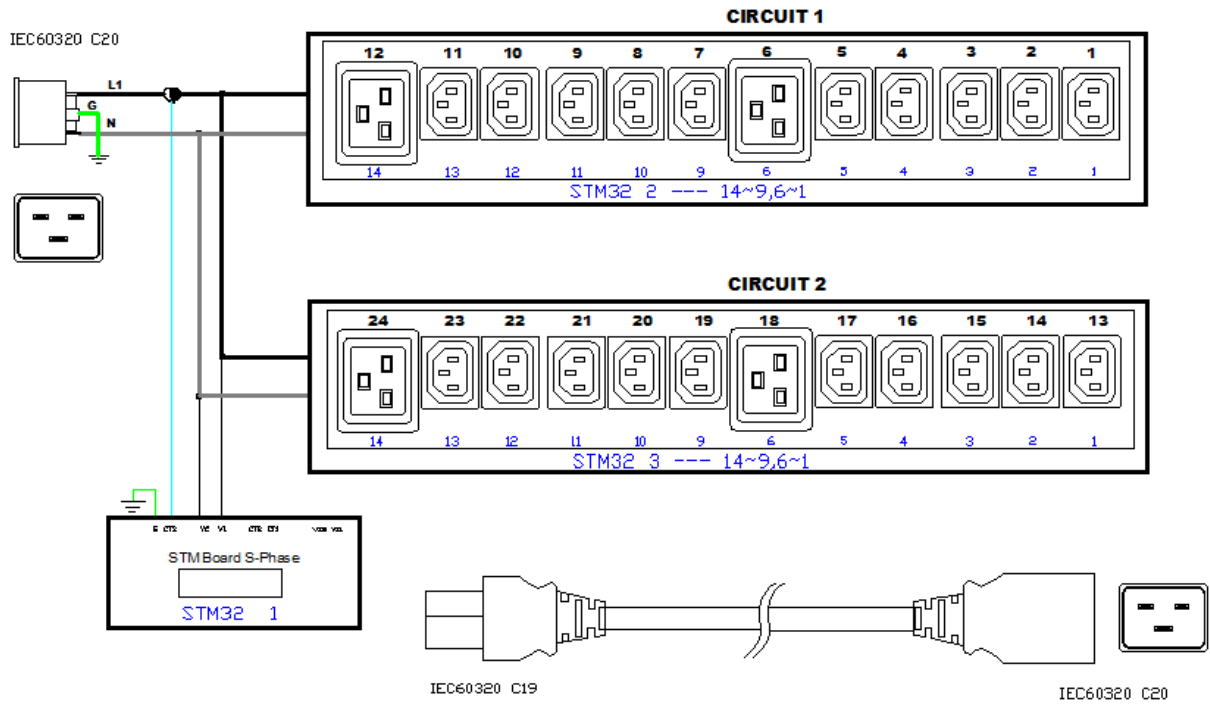 CIRCUIT 1
IEC60320 C20
12 11 10 9 8 7 6 5 4 3 2 1
L1
G
N
14 13 12 11 10 9 6 5 4 3 2 1
STM32 2 --- 14~9,6~1
CIRCUIT 2
24 23 22 21 20 19 18 17 16 15 14 13
14 13 12 11 10 9 6 5 4 3 2 1
STM32 3 --- 14~9,6~1
STM Board S-Phase
STM32 1
IEC60320 C19
IEC60320 C20